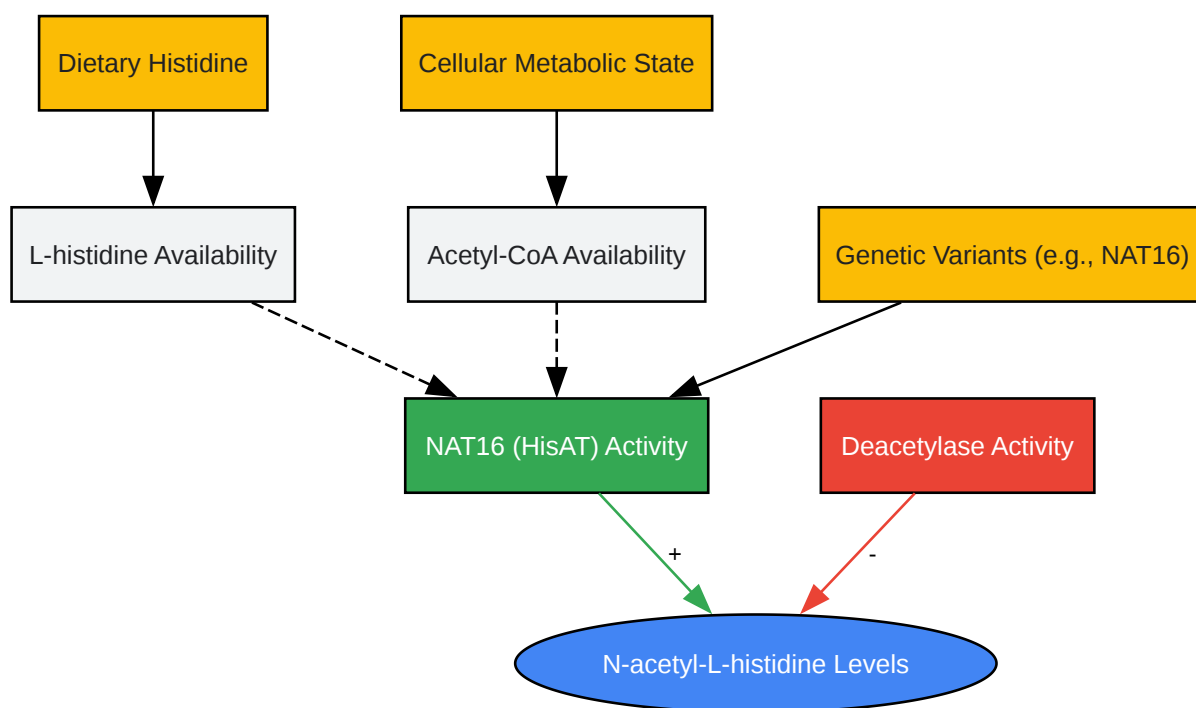 Dietary Histidine
Cellular Metabolic State
L-histidine Availability
Acetyl-CoA Availability
Genetic Variants (e.g., NAT16)
NAT16 (HisAT) Activity
Deacetylase Activity
+
-
N-acetyl-L-histidine Levels